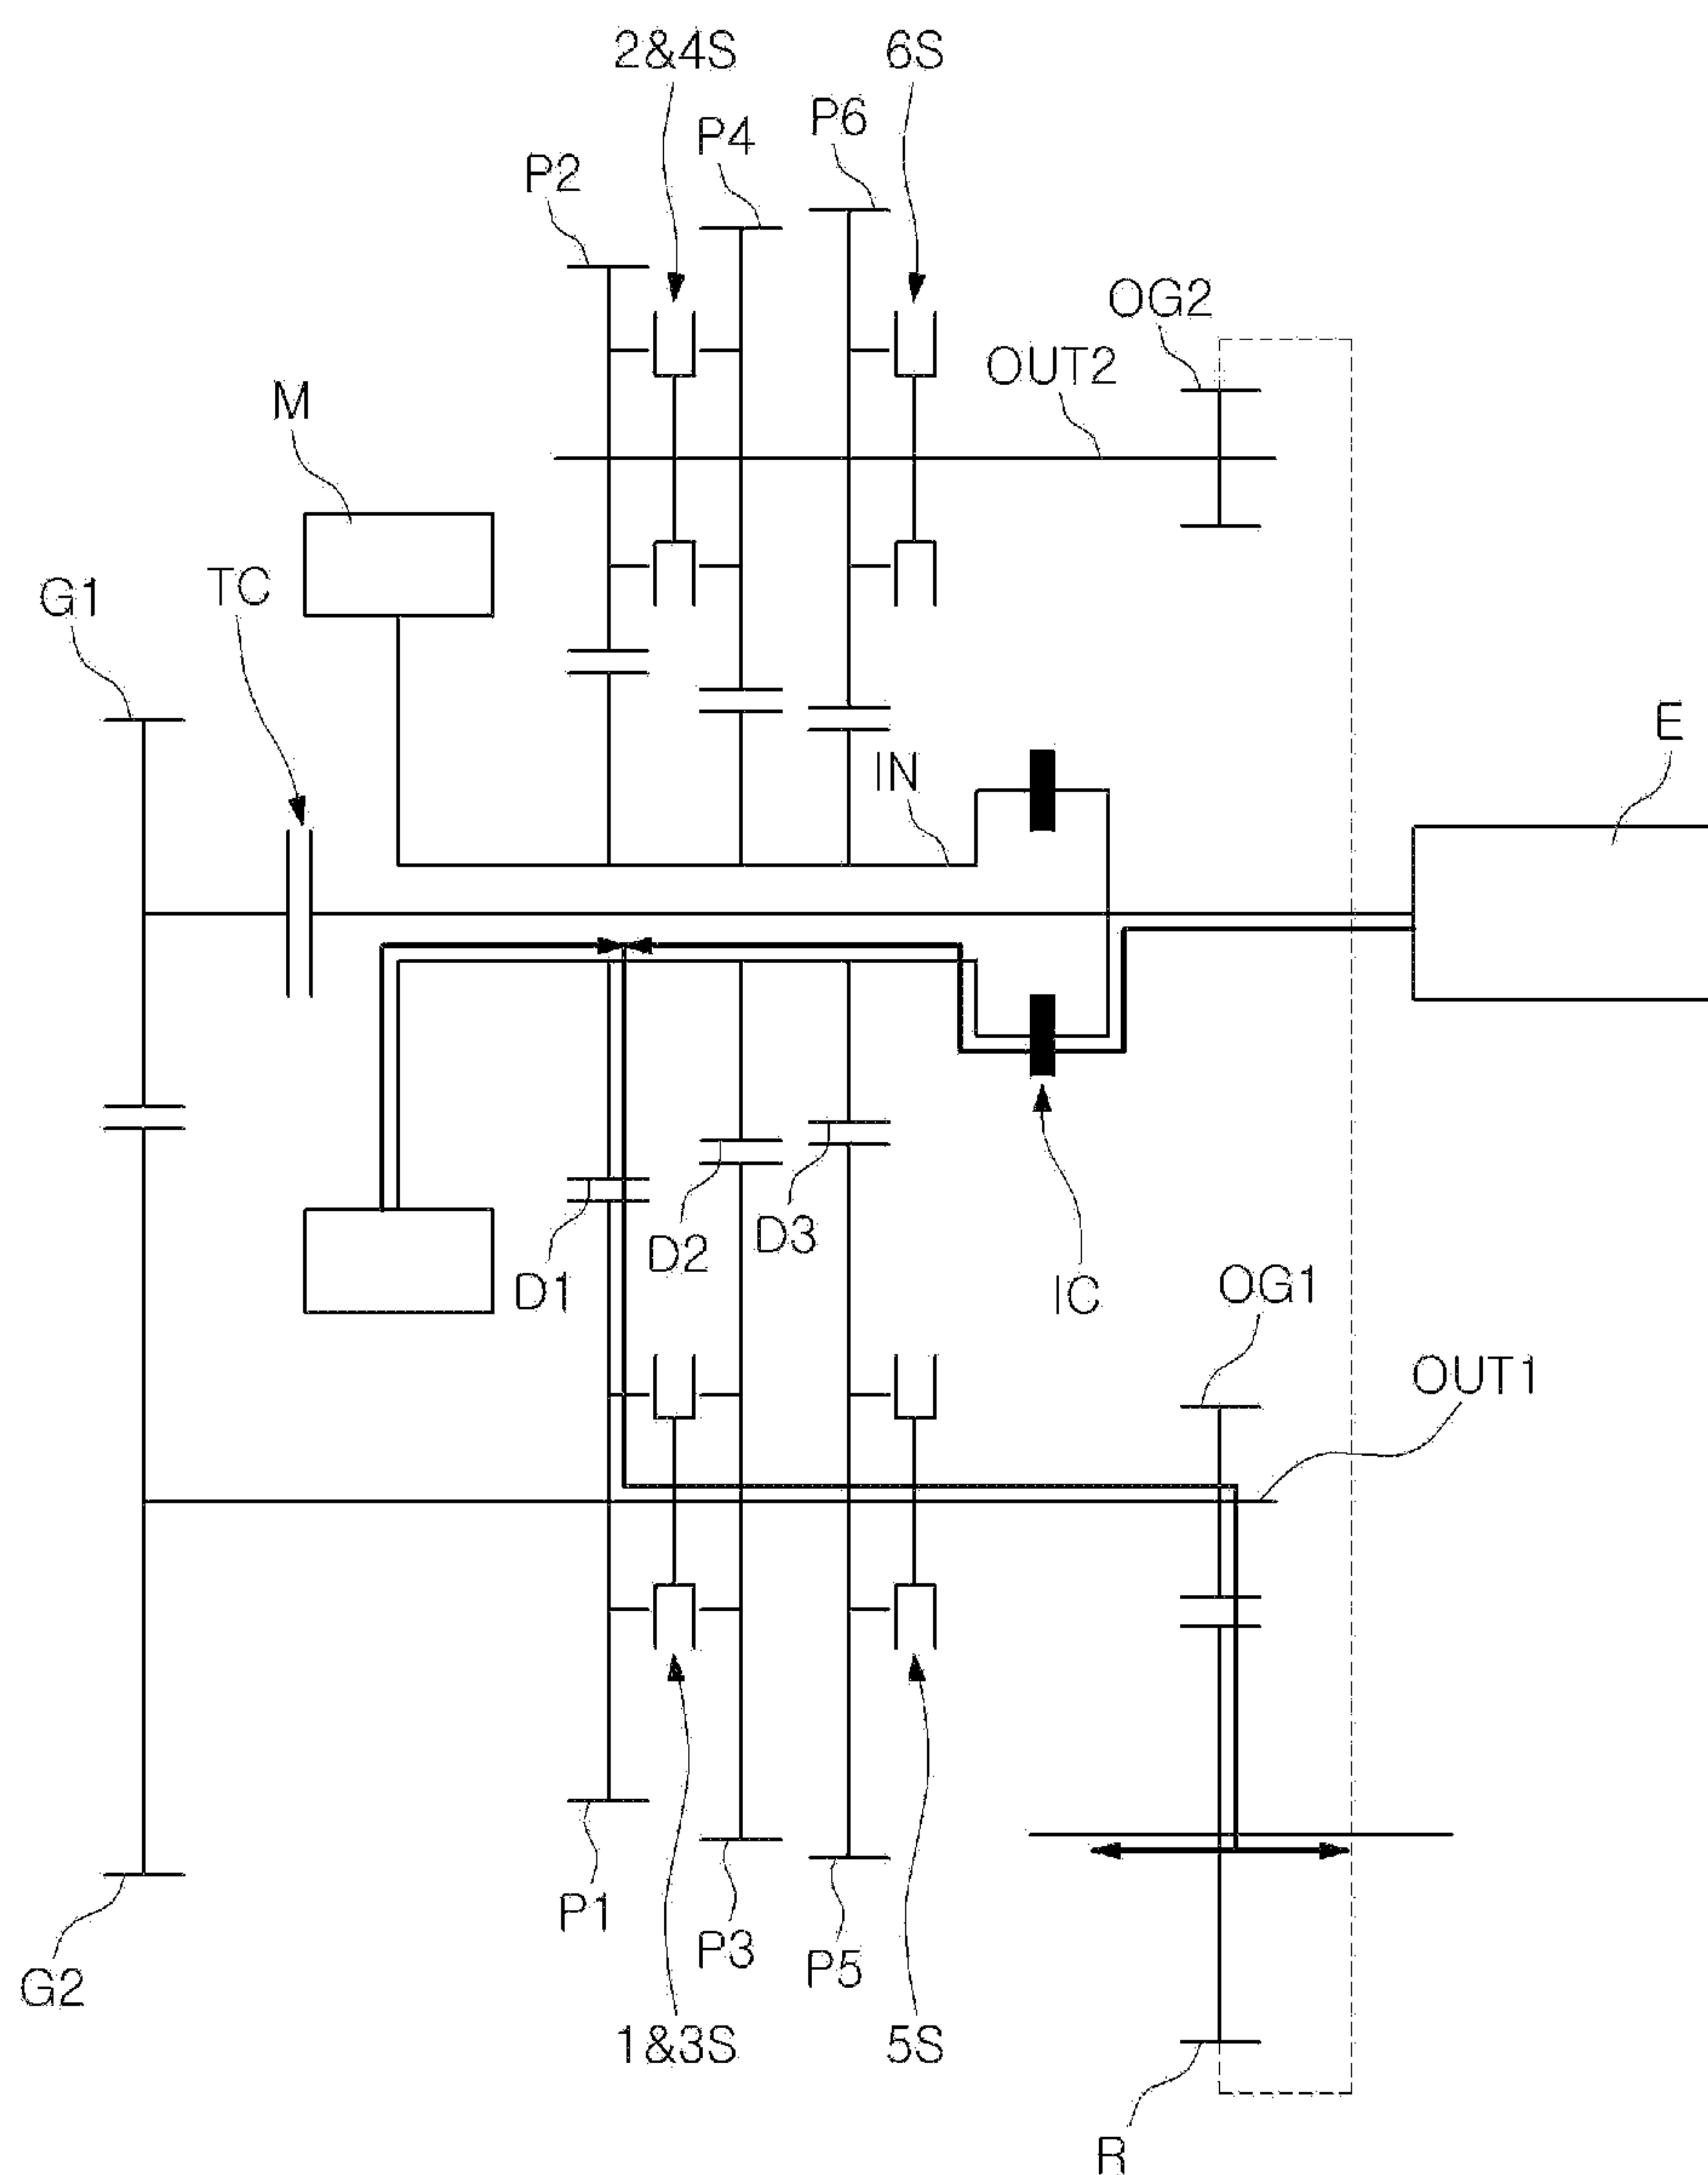 2&4S
6S
P6
P4
P2
OG2
OUT2
M
TC
G1
E
IN
D3
D2
D1
IC
OG1
OUT1
P1
P3
P5
G2
1&3S
5S
R